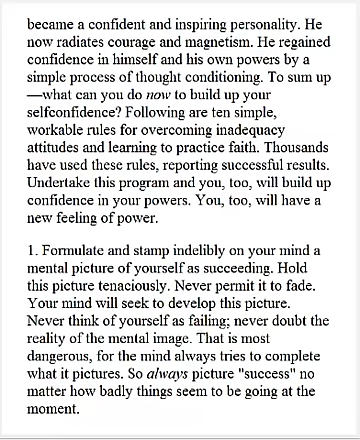 became a confident and inspiring personality. He
now radiates courage and magnetism. He regained
confidence in himself and his own powers by a
simple process of thought conditioning. To sum up
—what can you do now to build up your
selfconfidence? Following are ten simple,
workable rules for overcoming inadequacy
attitudes and learning to practice faith. Thousands
have used these rules, reporting successful results.
Undertake this program and you, too, will build up
confidence in your powers. You, too, will have a
new feeling of power.
1. Formulate and stamp indelibly on your mind a
mental picture of yourself as succeeding. Hold
this picture tenaciously. Never permit it to fade.
Your mind will seek to develop this picture.
Never think of yourself as failing; never doubt the
reality of the mental image. That is most
dangerous, for the mind always tries to complete
what it pictures. So always picture "success" no
matter how badly things seem to be going at the
moment.